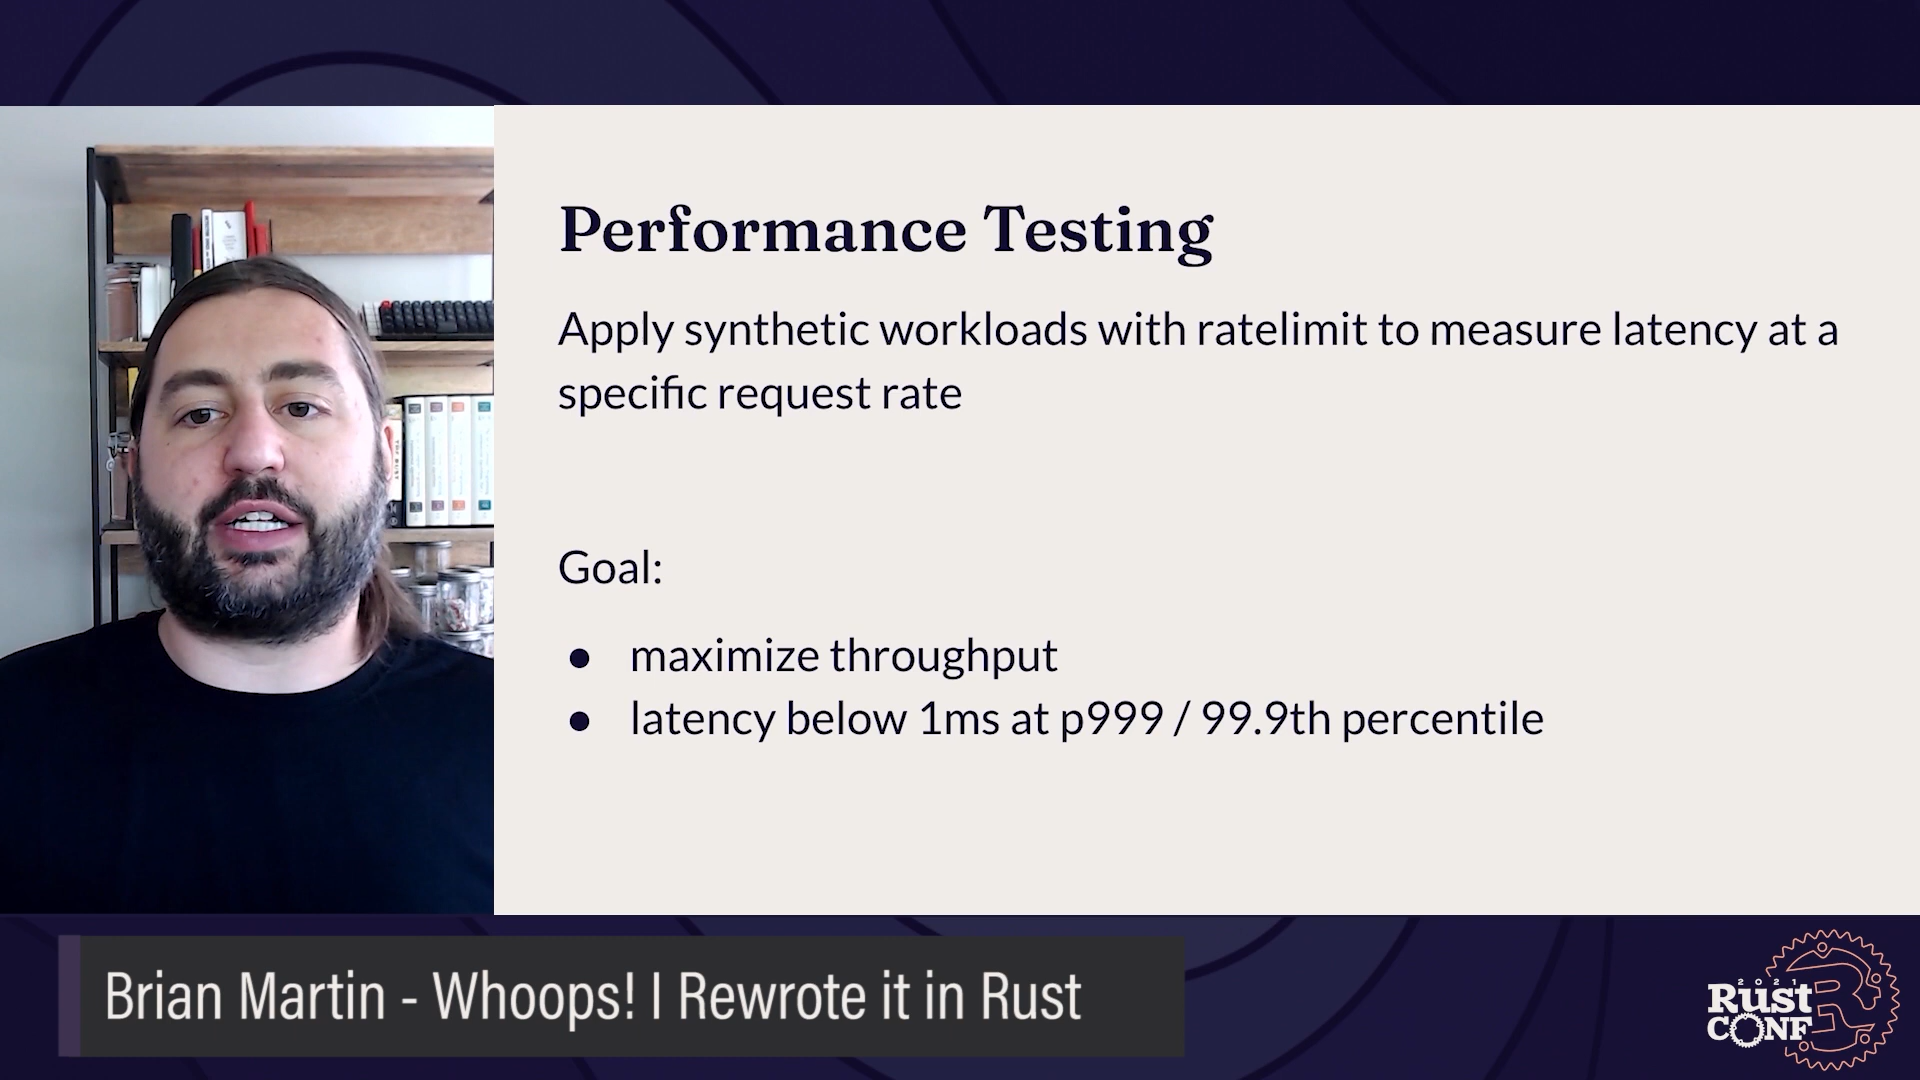 Performance Testing
Apply synthetic workloads with ratelimit to measure latency at a
specific request rate
Goal:
● maximize throughput
● latency below 1ms at p999 / 99.9th percentile
Brian Martin - Whoops! I Rewrote it in Rust
2021
Rust
CONF
R